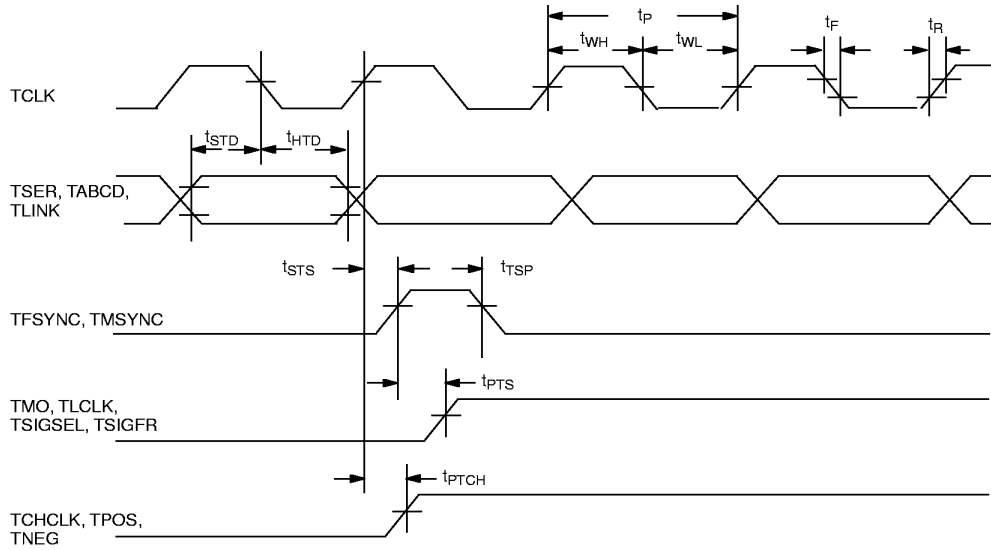 tP
tWH
tWL
tF
tR
TCLK
tSTD
tHTD
TSER, TABCD,
TLINK
tSTS
tTSP
TFSYNC, TMSYNC
tPTS
TMO, TLCLK,
TSIGSEL, TSIGFR
tPTCH
TCHCLK, TPOS,
TNEG